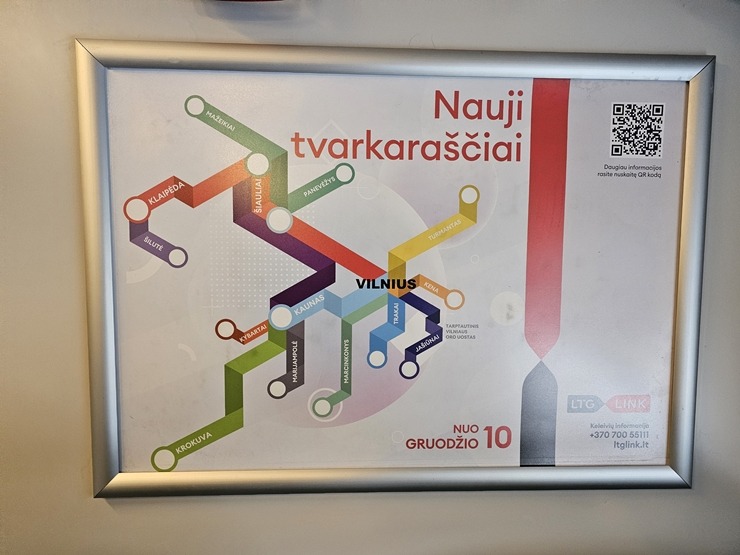 Nauji
tvarkaraščiai
Daugiau informacijos
rasite nuskaitę QR kodą
MAŽEIKIAI
PANEVĖŽYS
ŠIAULIAI
KLAIPĖDA
ŠILUTĖ
TURMANTAS
VILNIUS
KENA
KAUNAS
TRAKAI
TARPTAUTINIS
VILNIAUS
ORO UOSTAS
JAŠIŪNAI
KYBARTAI
MARIJAMPOLĖ
MARCINKONYS
KROKUVA
NUO
GRUODŽIO 10
LTG LINK
Keleivių informacija
+370 700 55111
ltglink.lt